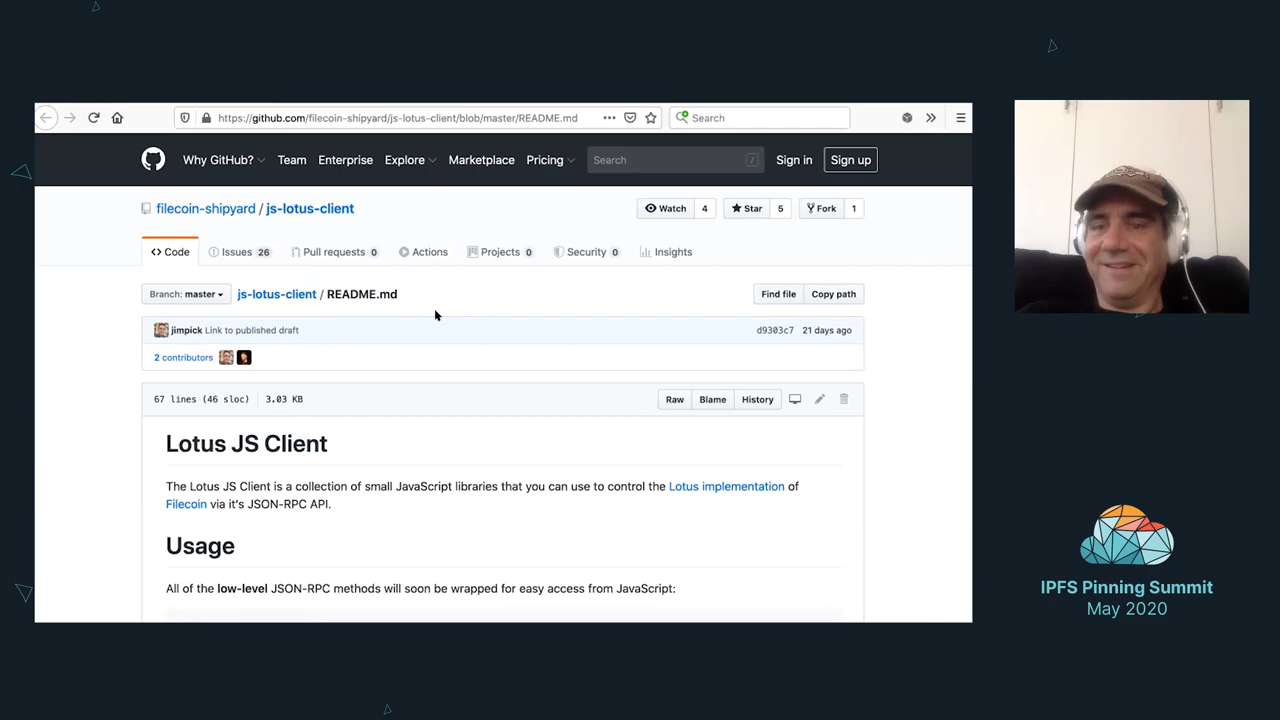 https://github.com/filecoin-shipyard/js-lotus-client/blob/master/README.md
Search
Why GitHub? Team Enterprise Explore Marketplace Pricing
Search /
Sign in Sign up
filecoin-shipyard / js-lotus-client
Watch 4 Star 5 Fork 1
Code Issues 26 Pull requests 0 Actions Projects 0 Security 0 Insights
Branch: master js-lotus-client / README.md
Find file Copy path
jimpick Link to published draft d9303c7 21 days ago
2 contributors
67 lines (46 sloc) 3.03 KB
Raw Blame History
Lotus JS Client
The Lotus JS Client is a collection of small JavaScript libraries that you can use to control the Lotus implementation of
Filecoin via it's JSON-RPC API.
Usage
All of the low-level JSON-RPC methods will soon be wrapped for easy access from JavaScript:
IPFS Pinning Summit
May 2020